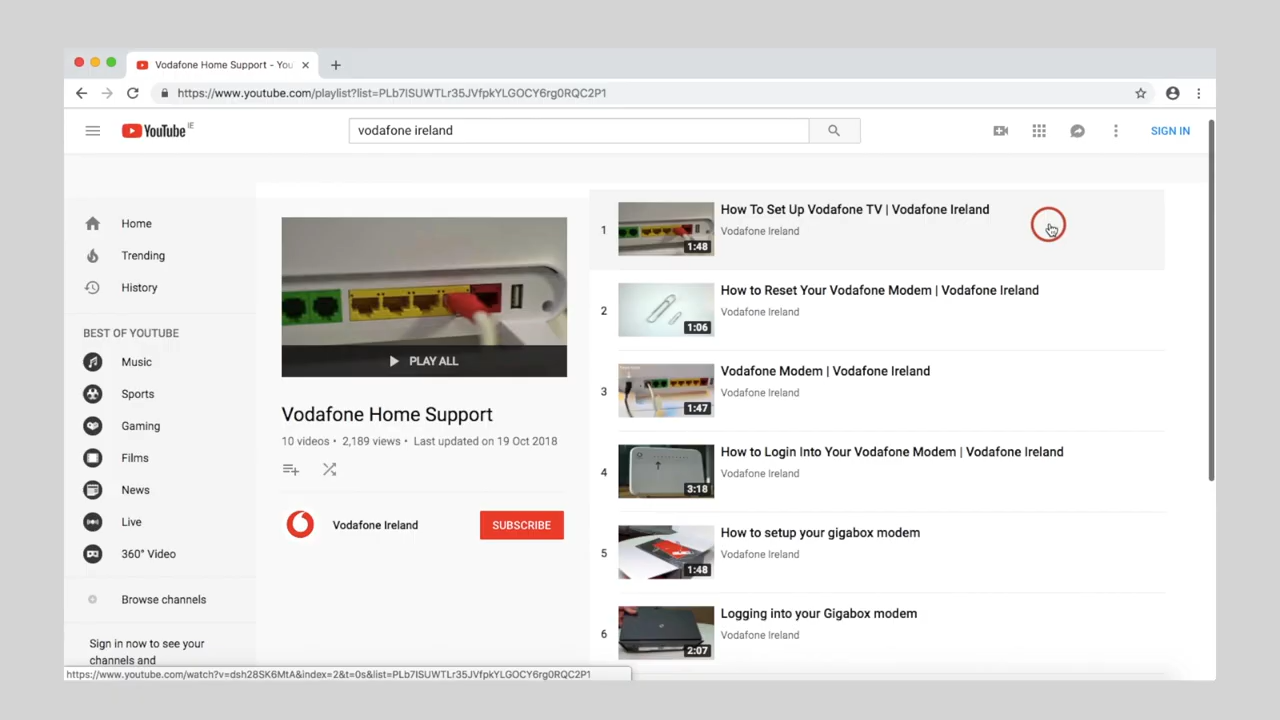 Vodafone Home Support - You
https://www.youtube.com/playlist?list=PLb7ISUWTLr35JVfpkYLGOCY6rg0RQC2P1
YouTube IE
vodafone ireland
SIGN IN
Home
Trending
History
BEST OF YOUTUBE
Music
Sports
Gaming
Films
News
Live
360° Video
Browse channels
Sign in now to see your
channels and
PLAY ALL
Vodafone Home Support
10 videos • 2,189 views • Last updated on 19 Oct 2018
Vodafone Ireland
SUBSCRIBE
1
1:48
How To Set Up Vodafone TV | Vodafone Ireland
Vodafone Ireland
2
1:06
How to Reset Your Vodafone Modem | Vodafone Ireland
Vodafone Ireland
3
1:47
Vodafone Modem | Vodafone Ireland
Vodafone Ireland
4
3:18
How to Login Into Your Vodafone Modem | Vodafone Ireland
Vodafone Ireland
5
1:48
How to setup your gigabox modem
Vodafone Ireland
6
2:07
Logging into your Gigabox modem
Vodafone Ireland
https://www.youtube.com/watch?v=dsh28SK6MtA&index=2&t=0s&list=PLb7ISUWTLr35JVfpkYLGOCY6rg0RQC2P1